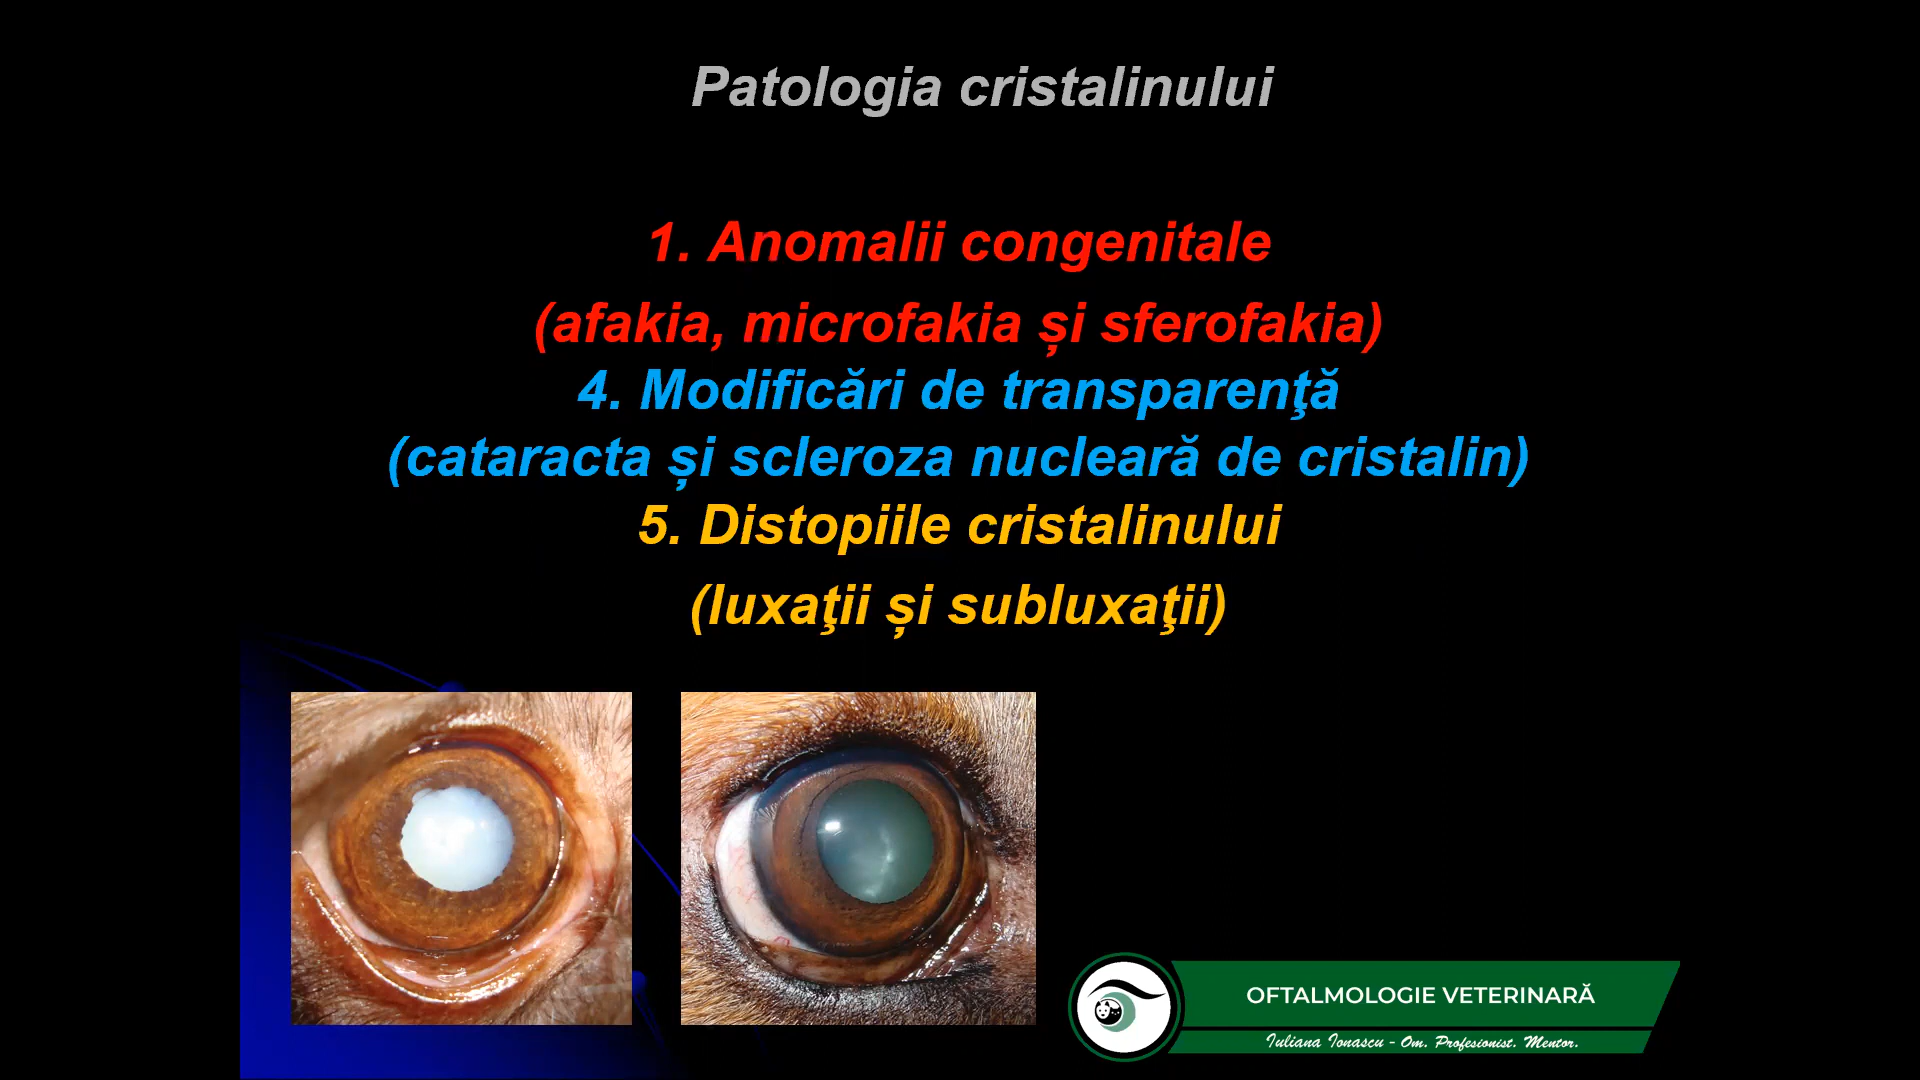 Patologia cristalinului
1. Anomalii congenitale
(afakia, microfakia și sferofakia)
4. Modificări de transparenţă
(cataracta și scleroza nucleară de cristalin)
5. Distopiile cristalinului
(luxaţii și subluxaţii)
OFTALMOLOGIE VETERINARĂ
Iuliana Ionascu - Om. Profesionist. Mentor.